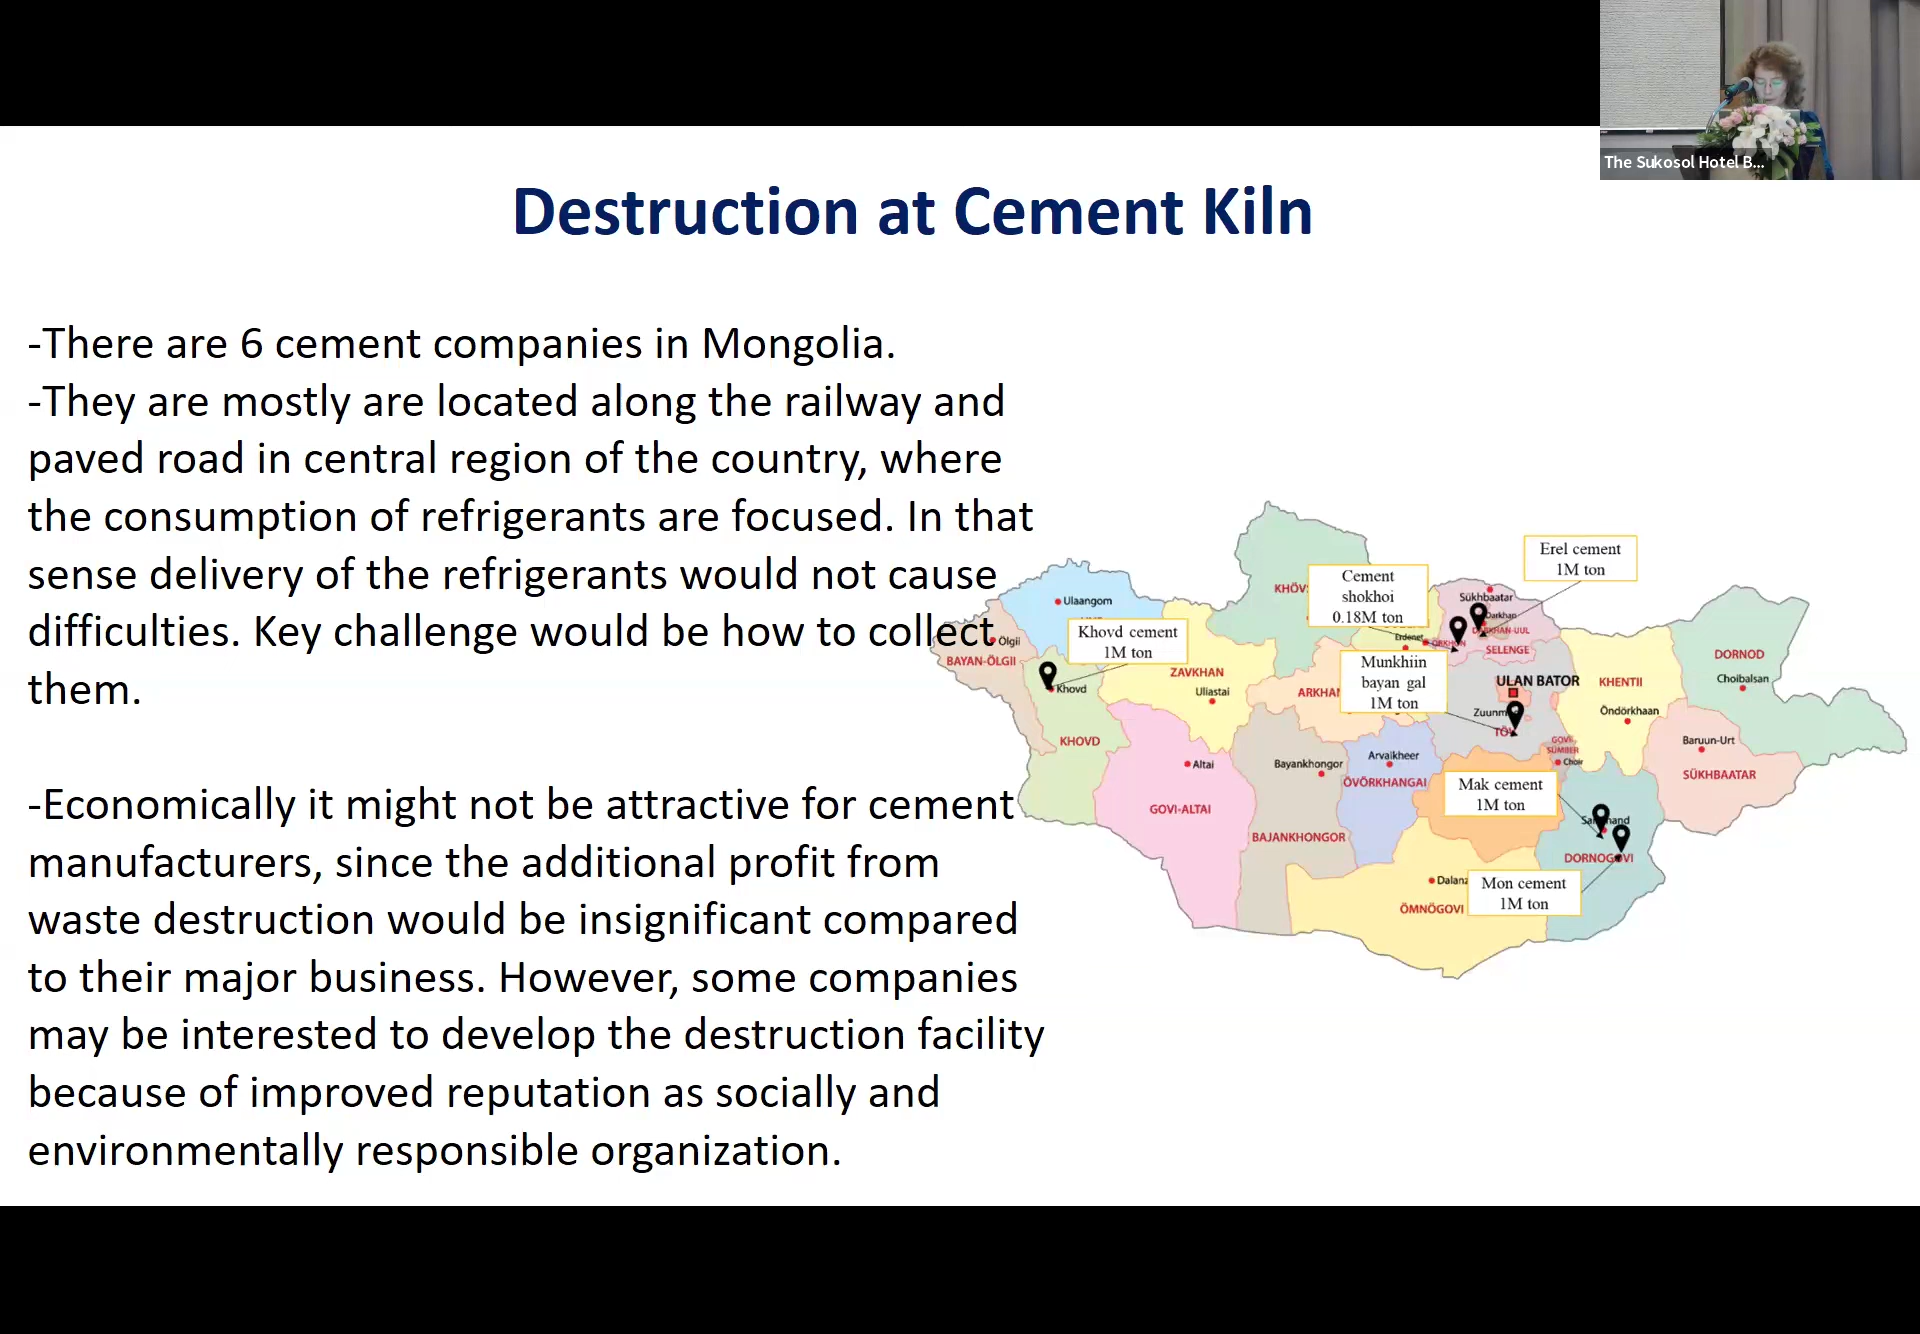 The Sukosol Hotel B...
Destruction at Cement Kiln
-There are 6 cement companies in Mongolia.
-They are mostly are located along the railway and
paved road in central region of the country, where
the consumption of refrigerants are focused. In that
sense delivery of the refrigerants would not cause
difficulties. Key challenge would be how to collect
them.
-Economically it might not be attractive for cement
manufacturers, since the additional profit from
waste destruction would be insignificant compared
to their major business. However, some companies
may be interested to develop the destruction facility
because of improved reputation as socially and
environmentally responsible organization.
Erel cement
1M ton
Cement
shokhoi
0.18M ton
Khovd cement
1M ton
Munkhiin
bayan gal
1M ton
Mak cement
1M ton
Mon cement
1M ton
Ulaangom
Ölgii
BAYAN-ÖLGII
Khovd
KHOVD
ZAVKHAN
Uliastai
KHÖV
ARKHAN
Erdenet
Sükhbaatar
Darkhan
SELENGE
ULAN BATOR
Zuunm
KHENTII
Öndörkhaan
DORNOD
Choibalsan
Baruun-Urt
SÜKHBAATAR
GOVI-
SÜMBER
Choir
Altai
GOVI-ALTAI
Bayankhongor
BAJANKHONGOR
Arvaikheer
ÖVÖRKHANGAI
Dalanz
ÖMNÖGOVI